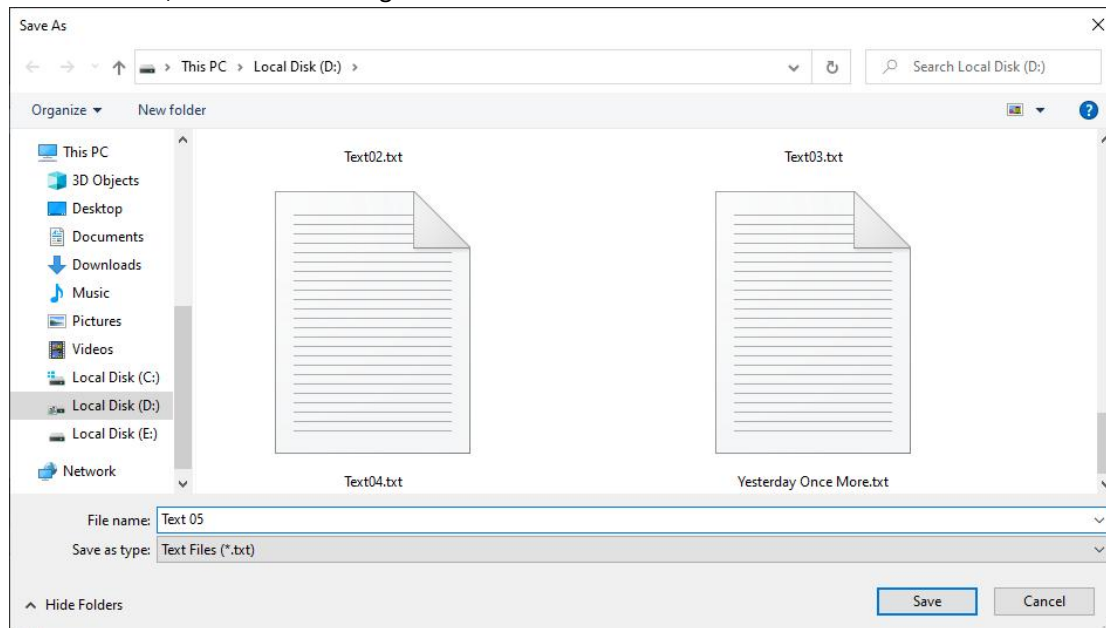 Save As
This PC > Local Disk (D:) >
Search Local Disk (D:)
Organize
New folder
This PC
3D Objects
Desktop
Documents
Downloads
Music
Pictures
Videos
Local Disk (C:)
Local Disk (D:)
Local Disk (E:)
Network
Text02.txt
Text03.txt
Text04.txt
Yesterday Once More.txt
File name: Text 05
Save as type: Text Files (*.txt)
Hide Folders
Save
Cancel